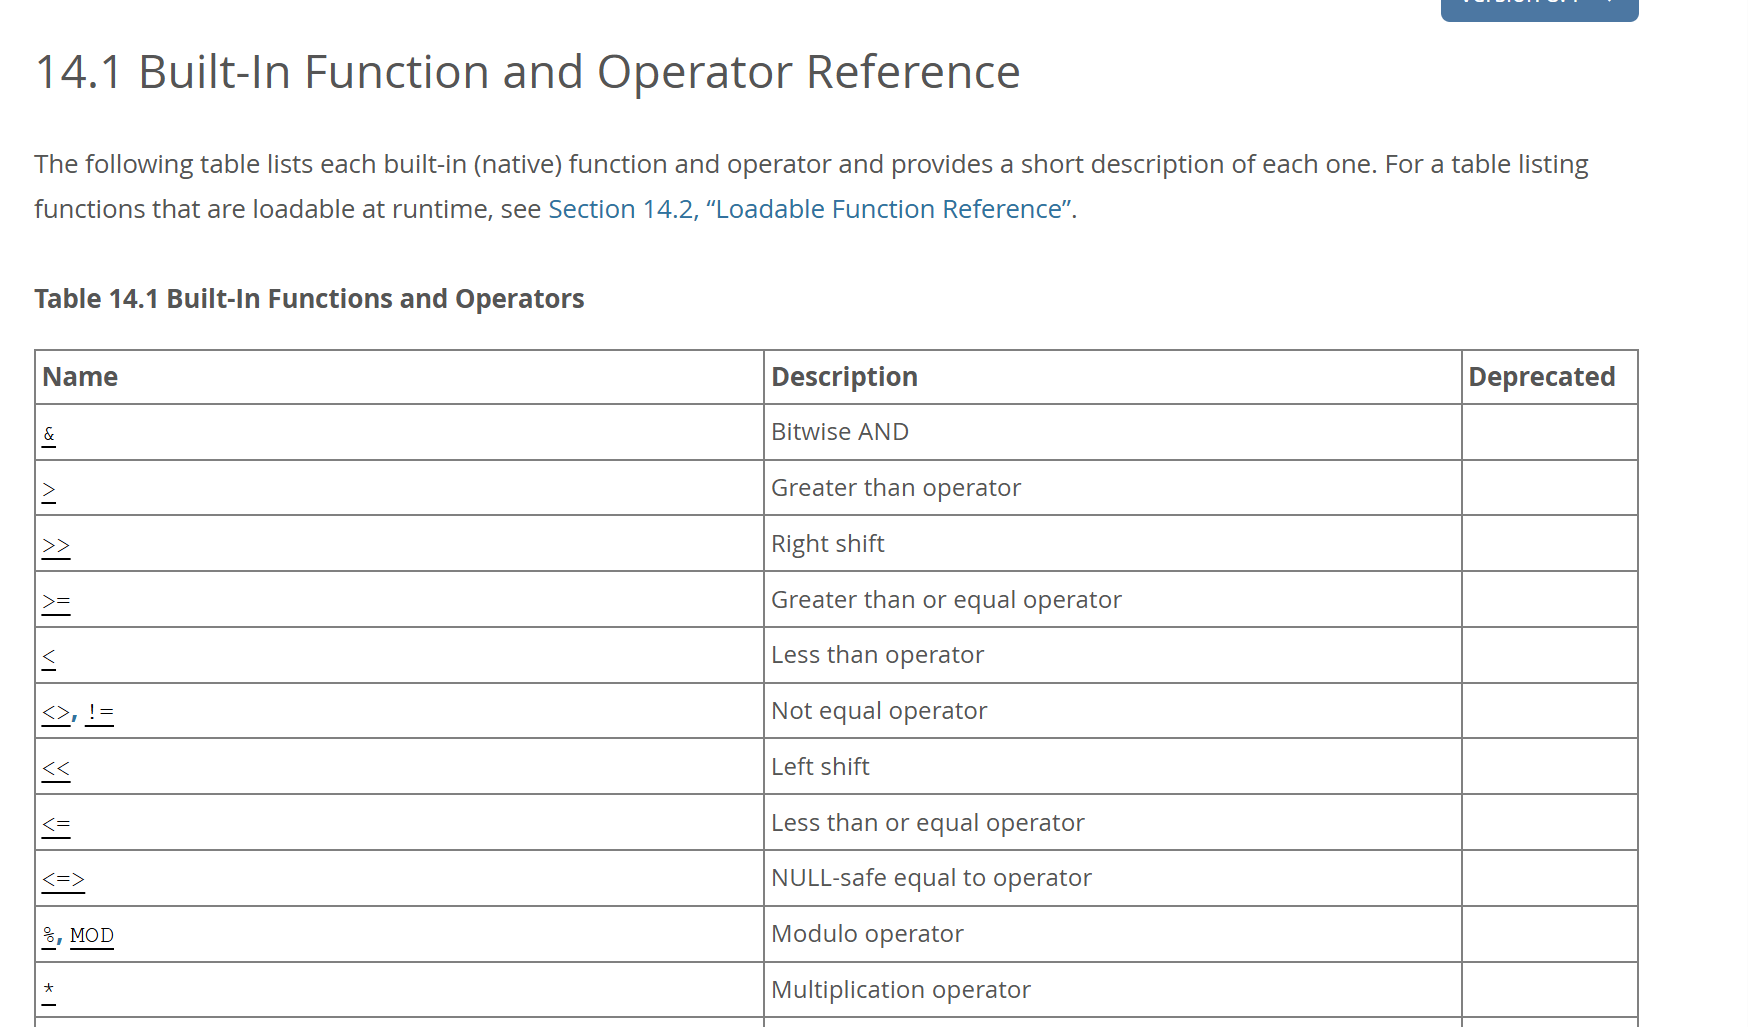 14.1 Built-In Function and Operator Reference
The following table lists each built-in (native) function and operator and provides a short description of each one. For a table listing
functions that are loadable at runtime, see Section 14.2, “Loadable Function Reference”.
Table 14.1 Built-In Functions and Operators
Name Description Deprecated
& Bitwise AND
> Greater than operator
>> Right shift
>= Greater than or equal operator
< Less than operator
<>, != Not equal operator
<< Left shift
<= Less than or equal operator
<=> NULL-safe equal to operator
%, MOD Modulo operator
* Multiplication operator